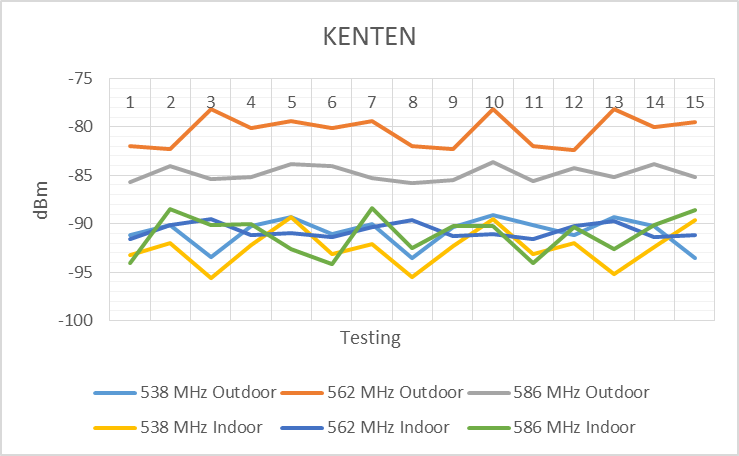 KENTEN
-75
1 2 3 4 5 6 7 8 9 10 11 12 13 14 15
-80
-85
-90
-95
-100
dBm
Testing
538 MHz Outdoor 562 MHz Outdoor 586 MHz Outdoor
538 MHz Indoor 562 MHz Indoor 586 MHz Indoor